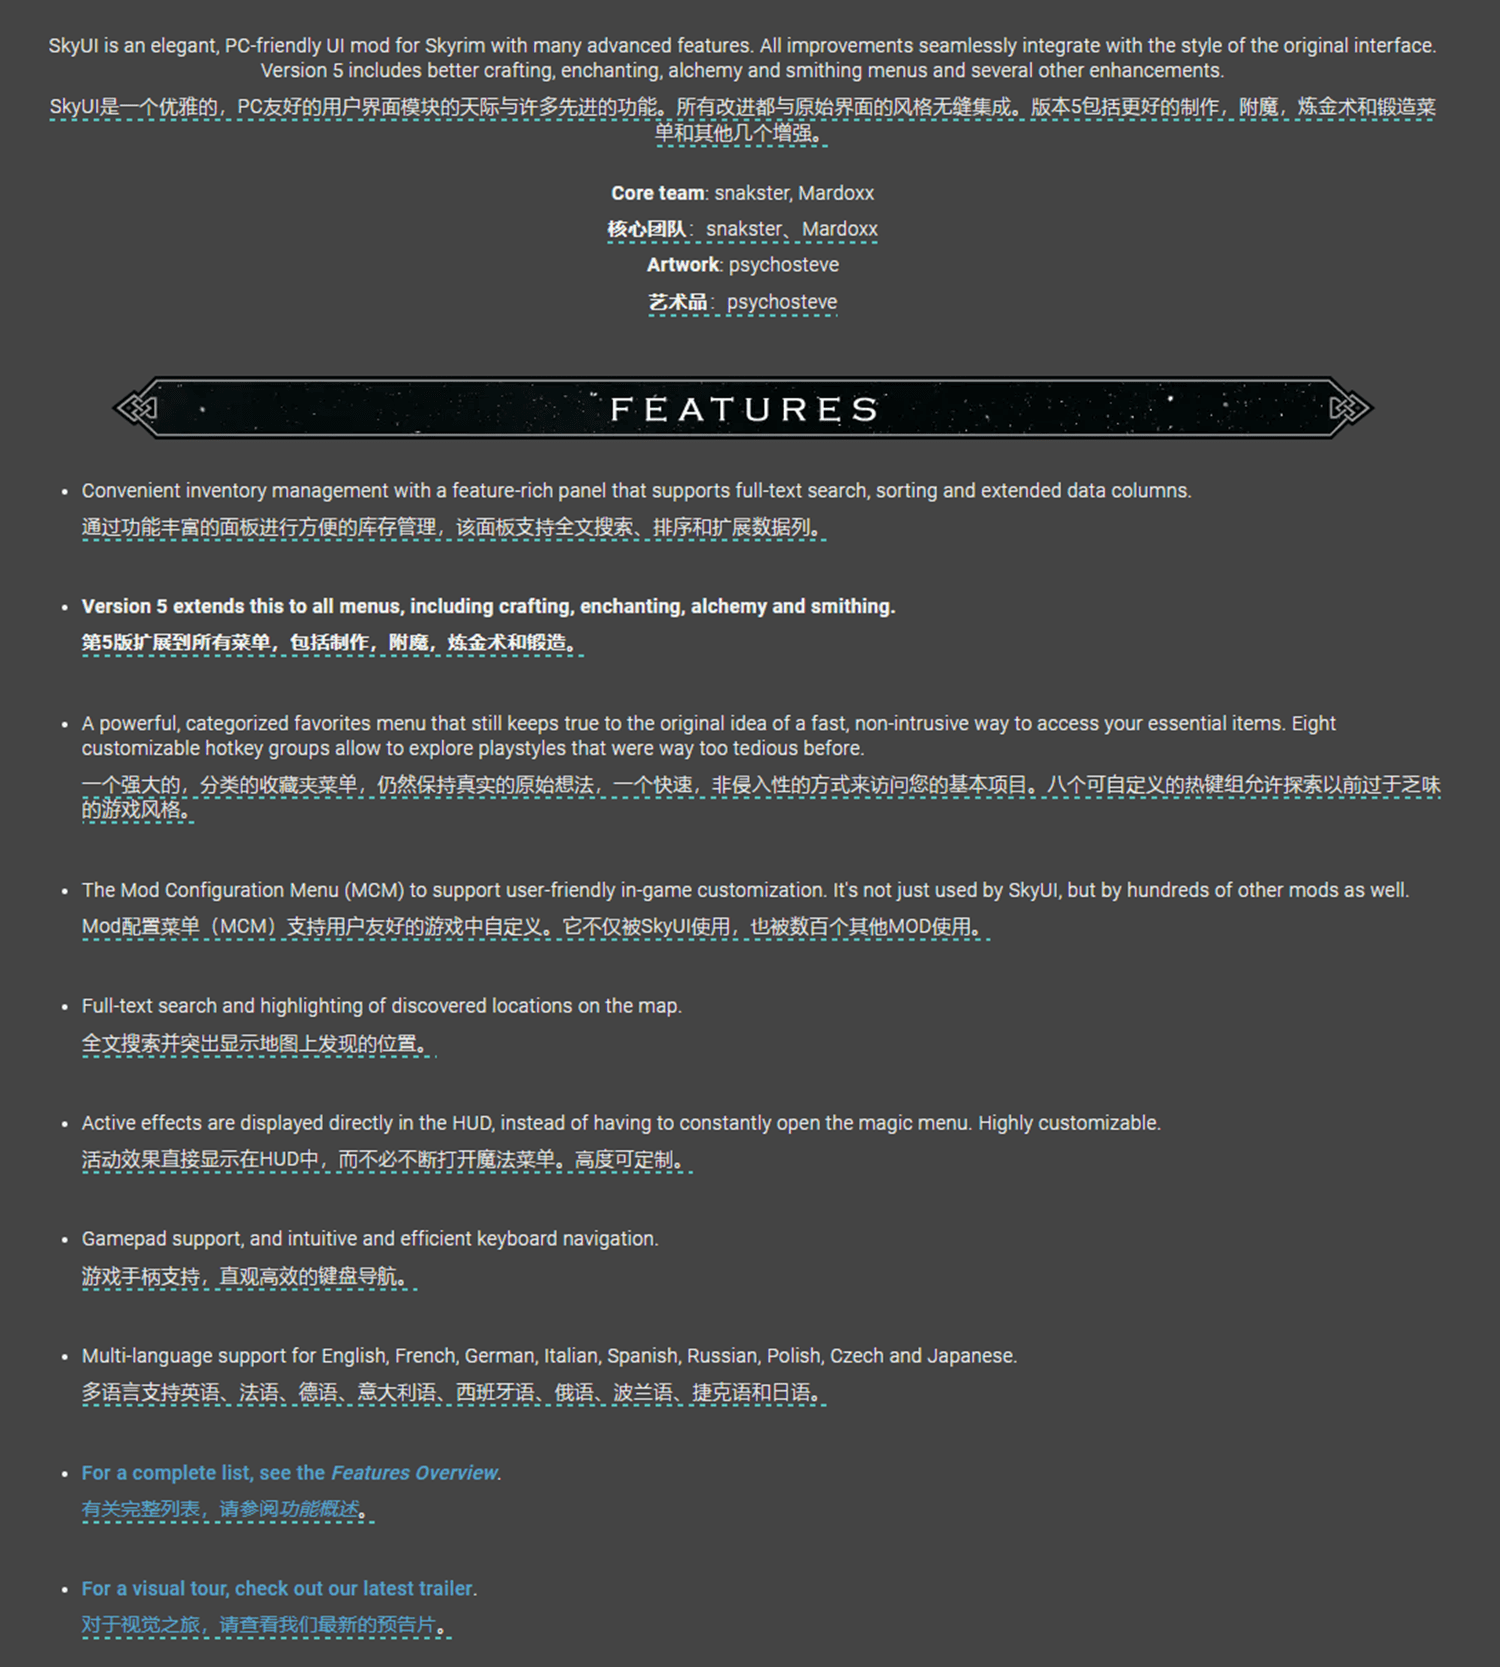 SkyUI is an elegant, PC-friendly UI mod for Skyrim with many advanced features. All improvements seamlessly integrate with the style of the original interface.
Version 5 includes better crafting, enchanting, alchemy and smithing menus and several other enhancements.
SkyUI是一个优雅的，PC友好的用户界面模块的天际与许多先进的功能。所有改进都与原始界面的风格无缝集成。版本5包括更好的制作，附魔，炼金术和锻造菜
单和其他几个增强。
Core team: snakster, Mardoxx
核心团队：snakster、Mardoxx
Artwork: psychosteve
艺术品：psychosteve
FEATURES
• Convenient inventory management with a feature-rich panel that supports full-text search, sorting and extended data columns.
通过功能丰富的面板进行方便的库存管理，该面板支持全文搜索、排序和扩展数据列。
• Version 5 extends this to all menus, including crafting, enchanting, alchemy and smithing.
第5版扩展到所有菜单，包括制作，附魔，炼金术和锻造。
• A powerful, categorized favorites menu that still keeps true to the original idea of a fast, non-intrusive way to access your essential items. Eight
customizable hotkey groups allow to explore playstyles that were way too tedious before.
一个强大的，分类的收藏夹菜单，仍然保持真实的原始想法，一个快速，非侵入性的方式来访问您的基本项目。八个可自定义的热键组允许探索以前过于乏味
的游戏风格。
• The Mod Configuration Menu (MCM) to support user-friendly in-game customization. It's not just used by SkyUI, but by hundreds of other mods as well.
Mod配置菜单（MCM）支持用户友好的游戏中自定义。它不仅被SkyUI使用，也被数百个其他MOD使用。
• Full-text search and highlighting of discovered locations on the map.
全文搜索并突出显示地图上发现的位置。
• Active effects are displayed directly in the HUD, instead of having to constantly open the magic menu. Highly customizable.
活动效果直接显示在HUD中，而不必不断打开魔法菜单。高度可定制。
• Gamepad support, and intuitive and efficient keyboard navigation.
游戏手柄支持，直观高效的键盘导航。
• Multi-language support for English, French, German, Italian, Spanish, Russian, Polish, Czech and Japanese.
多语言支持英语、法语、德语、意大利语、西班牙语、俄语、波兰语、捷克语和日语。
• For a complete list, see the Features Overview.
有关完整列表，请参阅功能概述。
• For a visual tour, check out our latest trailer.
对于视觉之旅，请查看我们最新的预告片。